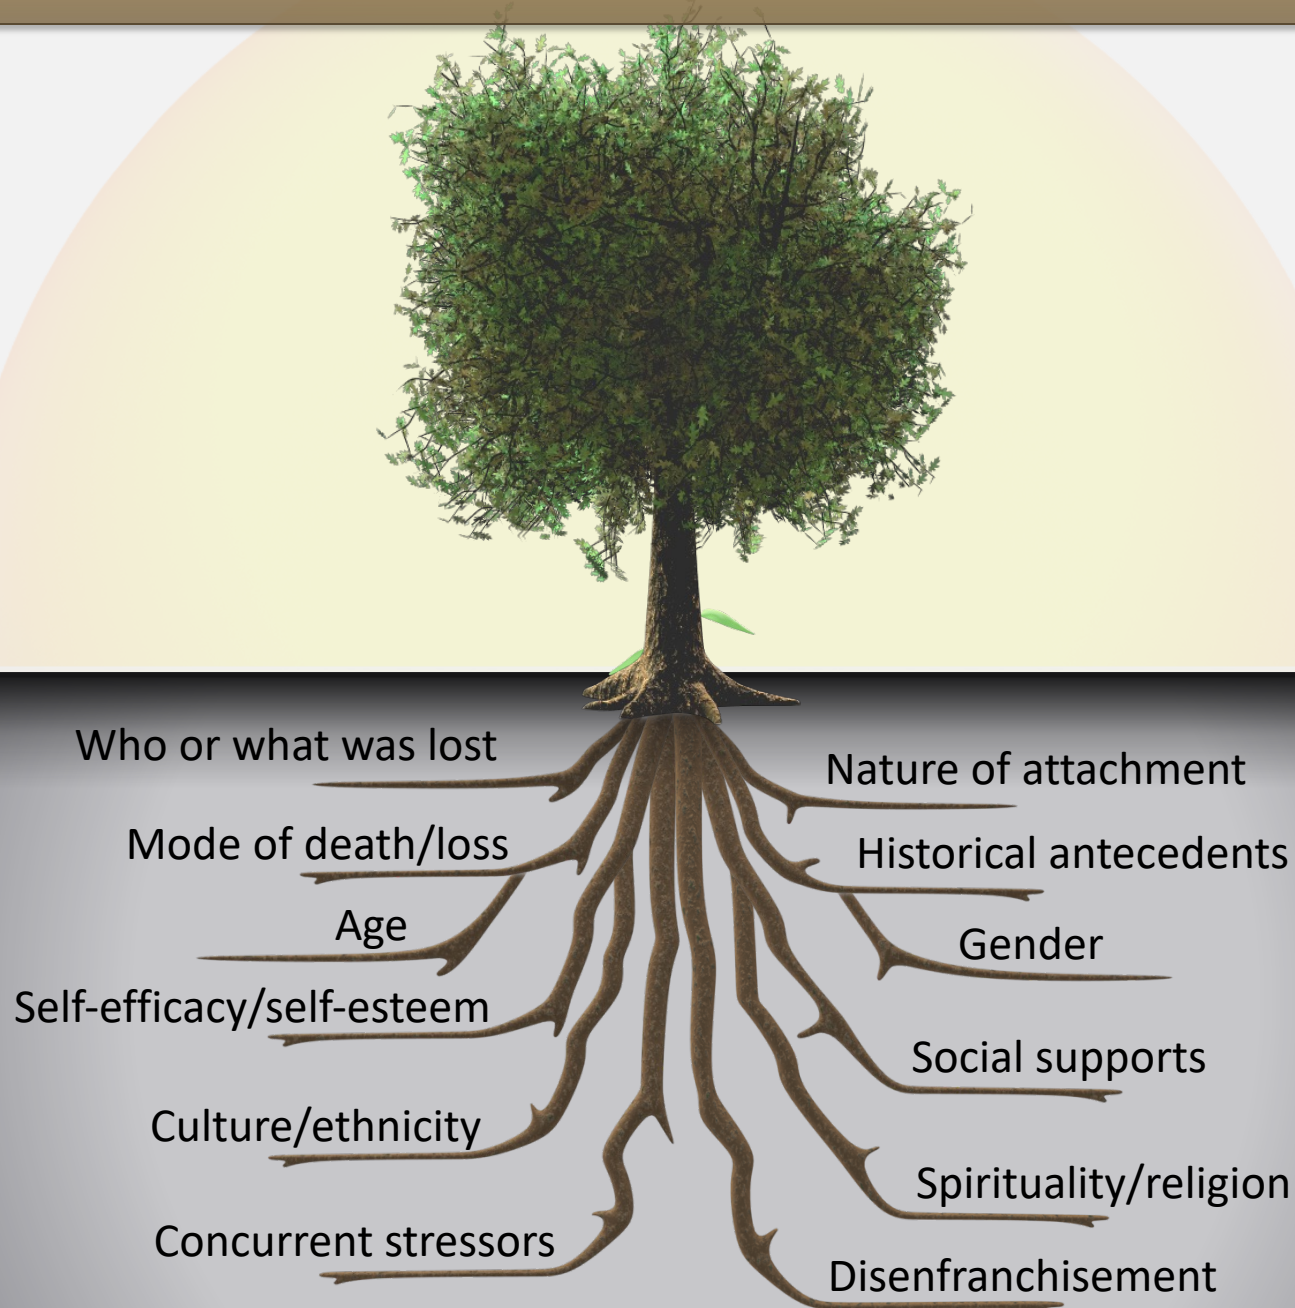 Who or what was lost
Nature of attachment
Mode of death/loss
Historical antecedents
Age
Gender
Self-efficacy/self-esteem
Social supports
Culture/ethnicity
Spirituality/religion
Concurrent stressors
Disenfranchisement